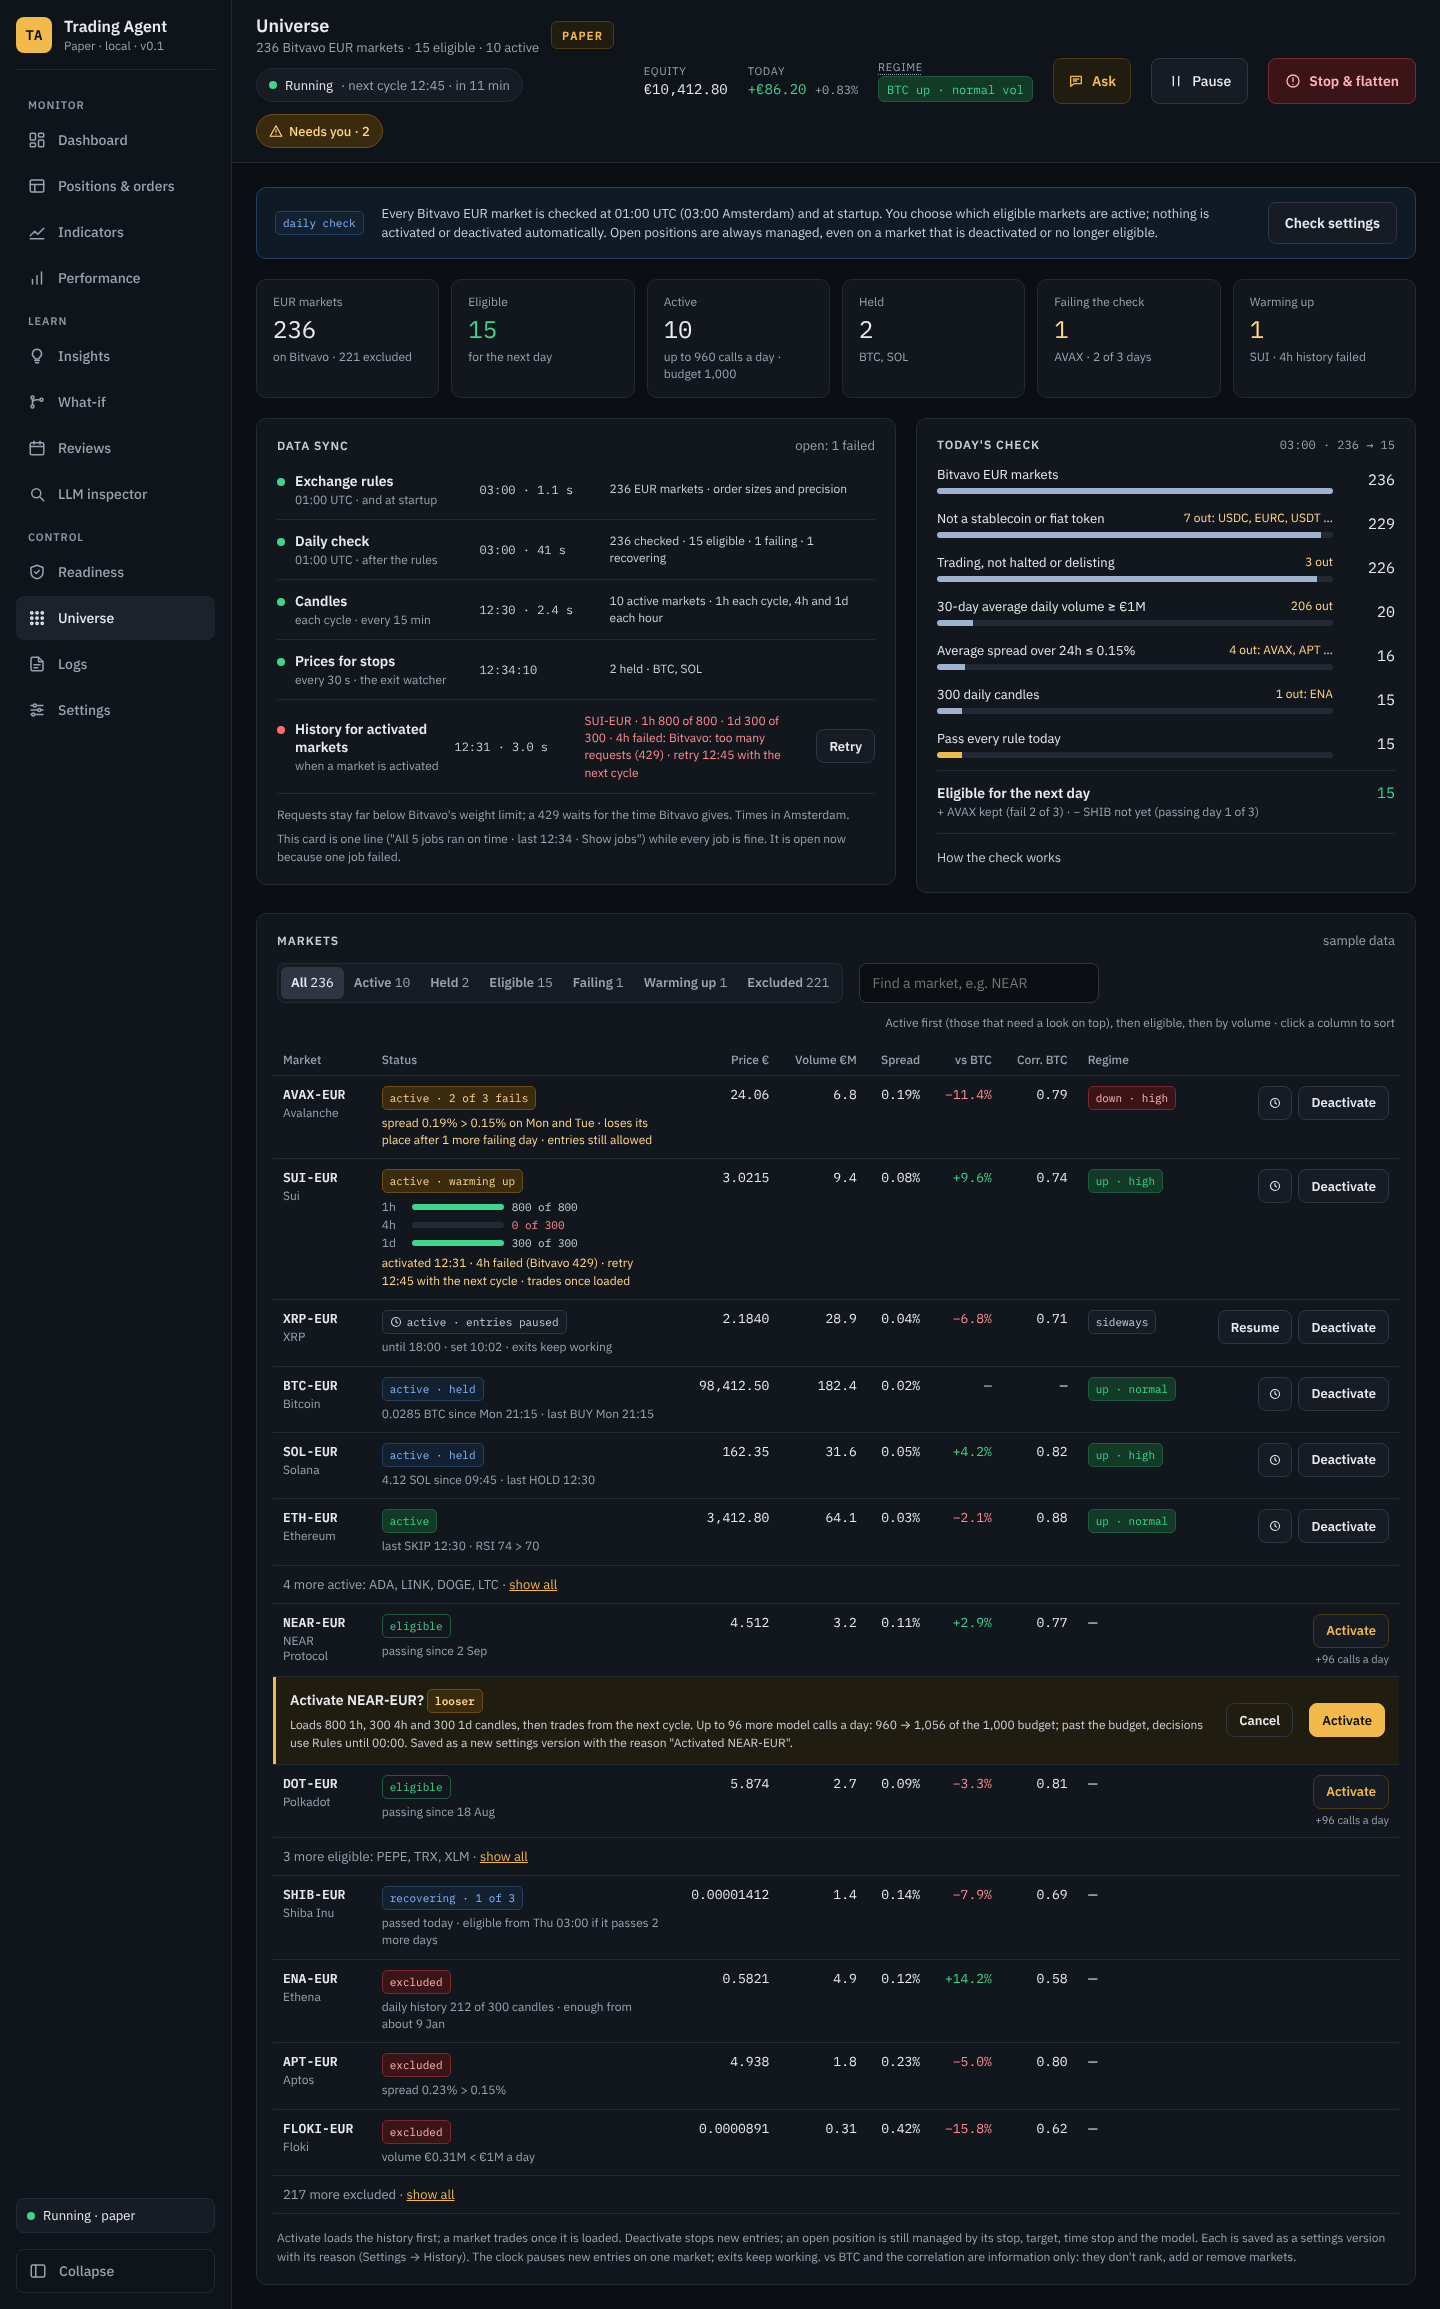 TA
Trading Agent
Paper · local · v0.1
MONITOR
Dashboard
Positions & orders
Indicators
Performance
LEARN
Insights
What-if
Reviews
LLM inspector
CONTROL
Readiness
Universe
Logs
Settings
Running · paper
Collapse
Universe
236 Bitvavo EUR markets · 15 eligible · 10 active
PAPER
Running · next cycle 12:45 · in 11 min
Needs you · 2
EQUITY
€10,412.80
TODAY
+€86.20 +0.83%
REGIME
BTC up · normal vol
Ask
Pause
Stop & flatten
daily check
Every Bitvavo EUR market is checked at 01:00 UTC (03:00 Amsterdam) and at startup. You choose which eligible markets are active; nothing is
activated or deactivated automatically. Open positions are always managed, even on a market that is deactivated or no longer eligible.
Check settings
EUR markets
236
on Bitvavo · 221 excluded
Eligible
15
for the next day
Active
10
up to 960 calls a day ·
budget 1,000
Held
2
BTC, SOL
Failing the check
1
AVAX · 2 of 3 days
Warming up
1
SUI · 4h history failed
DATA SYNC
open: 1 failed
Exchange rules
01:00 UTC · and at startup
03:00 · 1.1 s
236 EUR markets · order sizes and precision
Daily check
01:00 UTC · after the rules
03:00 · 41 s
236 checked · 15 eligible · 1 failing · 1
recovering
Candles
each cycle · every 15 min
12:30 · 2.4 s
10 active markets · 1h each cycle, 4h and 1d
each hour
Prices for stops
every 30 s · the exit watcher
12:34:10
2 held · BTC, SOL
History for activated
markets
when a market is activated
12:31 · 3.0 s
SUI-EUR · 1h 800 of 800 · 1d 300 of
300 · 4h failed: Bitvavo: too many
requests (429) · retry 12:45 with the
next cycle
Retry
Requests stay far below Bitvavo's weight limit; a 429 waits for the time Bitvavo gives. Times in Amsterdam.
This card is one line ("All 5 jobs ran on time · last 12:34 · Show jobs") while every job is fine. It is open now
because one job failed.
TODAY'S CHECK
03:00 · 236 → 15
Bitvavo EUR markets
236
Not a stablecoin or fiat token
7 out: USDC, EURC, USDT …
229
Trading, not halted or delisting
3 out
226
30-day average daily volume ≥ €1M
206 out
20
Average spread over 24h ≤ 0.15%
4 out: AVAX, APT …
16
300 daily candles
1 out: ENA
15
Pass every rule today
15
Eligible for the next day
15
+ AVAX kept (fail 2 of 3) · − SHIB not yet (passing day 1 of 3)
How the check works
MARKETS
sample data
All 236
Active 10
Held 2
Eligible 15
Failing 1
Warming up 1
Excluded 221
Find a market, e.g. NEAR
Active first (those that need a look on top), then eligible, then by volume · click a column to sort
Market Status Price € Volume €M Spread vs BTC Corr. BTC Regime
AVAX-EUR
Avalanche
active · 2 of 3 fails
spread 0.19% > 0.15% on Mon and Tue · loses its
place after 1 more failing day · entries still allowed
24.06 6.8 0.19% −11.4% 0.79
down · high
Deactivate
SUI-EUR
Sui
active · warming up
1h 800 of 800
4h 0 of 300
1d 300 of 300
activated 12:31 · 4h failed (Bitvavo 429) · retry
12:45 with the next cycle · trades once loaded
3.0215 9.4 0.08% +9.6% 0.74
up · high
Deactivate
XRP-EUR
XRP
active · entries paused
until 18:00 · set 10:02 · exits keep working
2.1840 28.9 0.04% −6.8% 0.71
sideways
Resume
Deactivate
BTC-EUR
Bitcoin
active · held
0.0285 BTC since Mon 21:15 · last BUY Mon 21:15
98,412.50 182.4 0.02% — —
up · normal
Deactivate
SOL-EUR
Solana
active · held
4.12 SOL since 09:45 · last HOLD 12:30
162.35 31.6 0.05% +4.2% 0.82
up · high
Deactivate
ETH-EUR
Ethereum
active
last SKIP 12:30 · RSI 74 > 70
3,412.80 64.1 0.03% −2.1% 0.88
up · normal
Deactivate
4 more active: ADA, LINK, DOGE, LTC · show all
NEAR-EUR
NEAR
Protocol
eligible
passing since 2 Sep
4.512 3.2 0.11% +2.9% 0.77 —
Activate
+96 calls a day
Activate NEAR-EUR? looser
Loads 800 1h, 300 4h and 300 1d candles, then trades from the next cycle. Up to 96 more model calls a day: 960 → 1,056 of the 1,000 budget; past the budget, decisions
use Rules until 00:00. Saved as a new settings version with the reason "Activated NEAR-EUR".
Cancel
Activate
DOT-EUR
Polkadot
eligible
passing since 18 Aug
5.874 2.7 0.09% −3.3% 0.81 —
Activate
+96 calls a day
3 more eligible: PEPE, TRX, XLM · show all
SHIB-EUR
Shiba Inu
recovering · 1 of 3
passed today · eligible from Thu 03:00 if it passes 2
more days
0.00001412 1.4 0.14% −7.9% 0.69 —
ENA-EUR
Ethena
excluded
daily history 212 of 300 candles · enough from
about 9 Jan
0.5821 4.9 0.12% +14.2% 0.58 —
APT-EUR
Aptos
excluded
spread 0.23% > 0.15%
4.938 1.8 0.23% −5.0% 0.80 —
FLOKI-EUR
Floki
excluded
volume €0.31M < €1M a day
0.0000891 0.31 0.42% −15.8% 0.62 —
217 more excluded · show all
Activate loads the history first; a market trades once it is loaded. Deactivate stops new entries; an open position is still managed by its stop, target, time stop and the model. Each is saved as a settings version
with its reason (Settings → History). The clock pauses new entries on one market; exits keep working. vs BTC and the correlation are information only: they don't rank, add or remove markets.